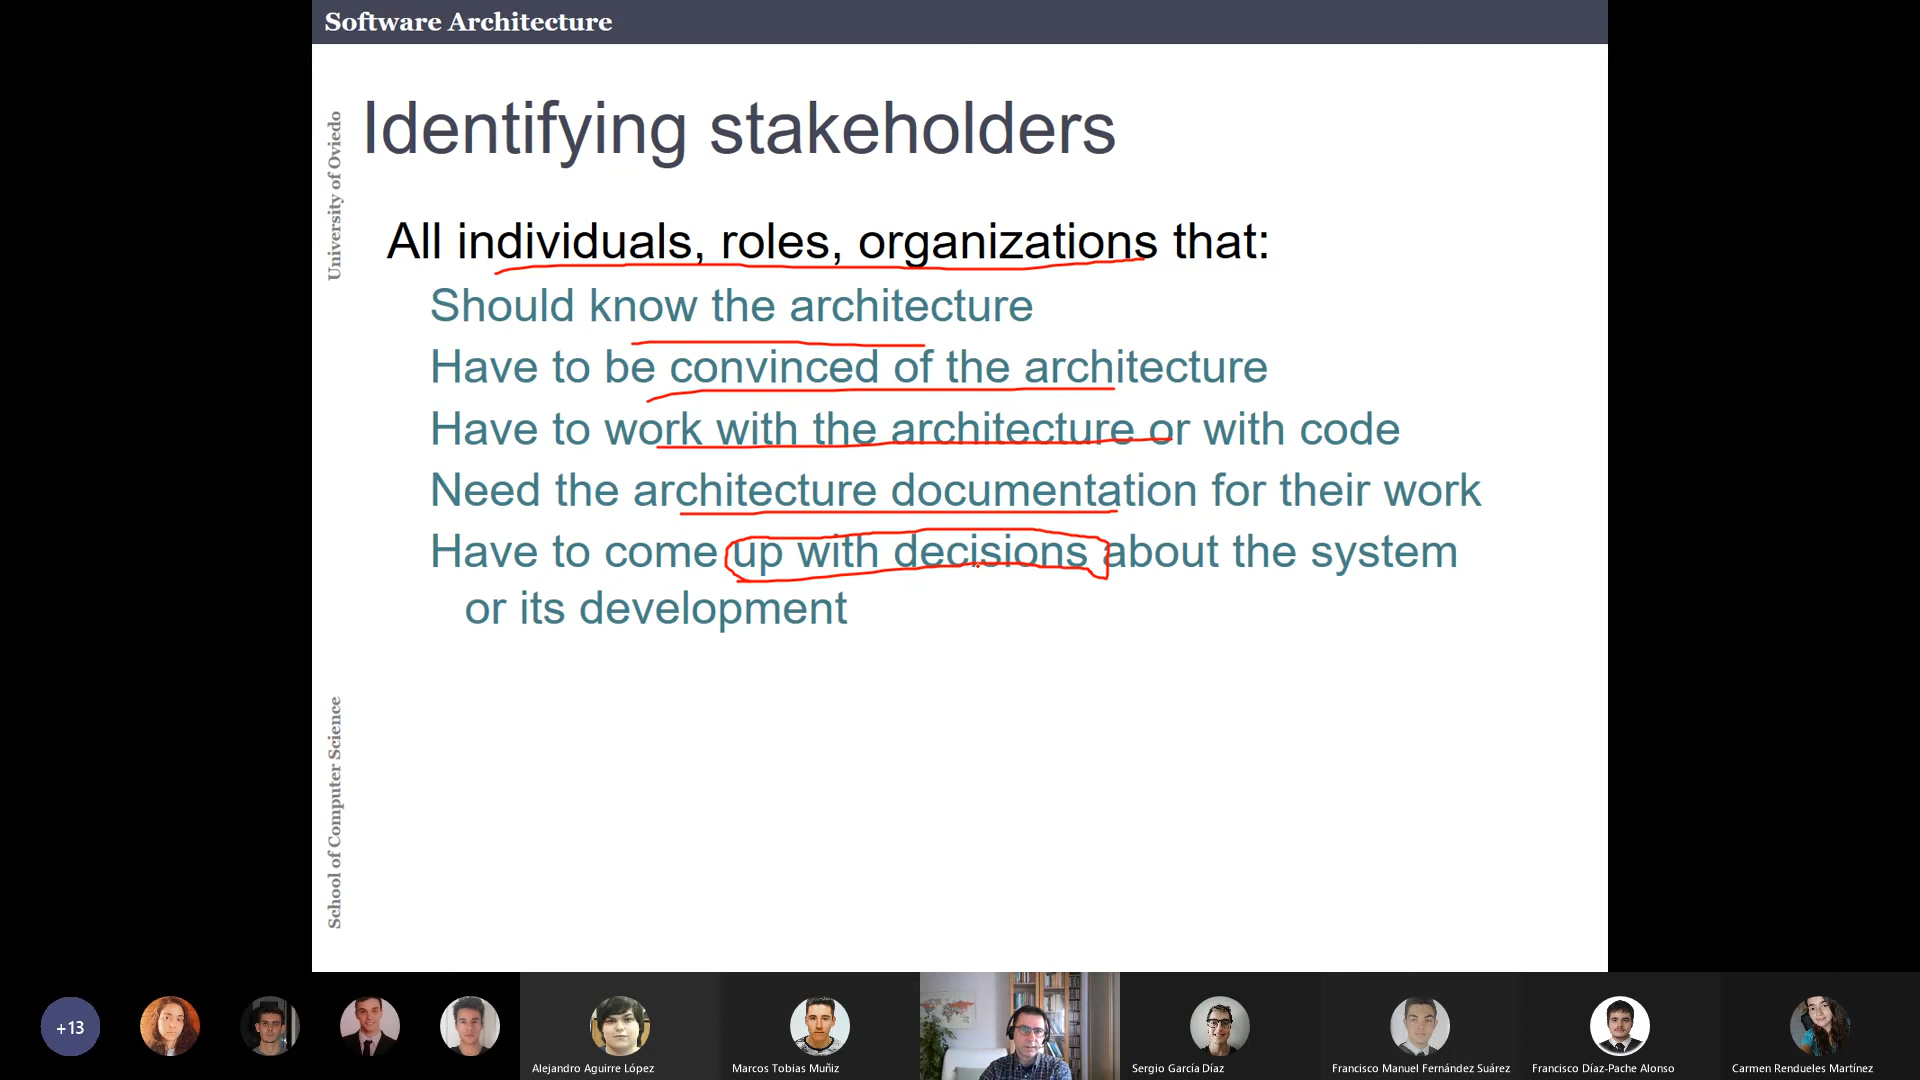 Software Architecture
University of Oviedo
Identifying stakeholders
All individuals, roles, organizations that:
Should know the architecture
Have to be convinced of the architecture
Have to work with the architecture or with code
Need the architecture documentation for their work
Have to come up with decisions about the system
or its development
School of Computer Science
+13
Alejandro Aguirre López
Marcos Tobias Muñiz
Sergio García Díaz
Francisco Manuel Fernández Suárez
Francisco Díaz-Pache Alonso
Carmen Rendueles Martínez